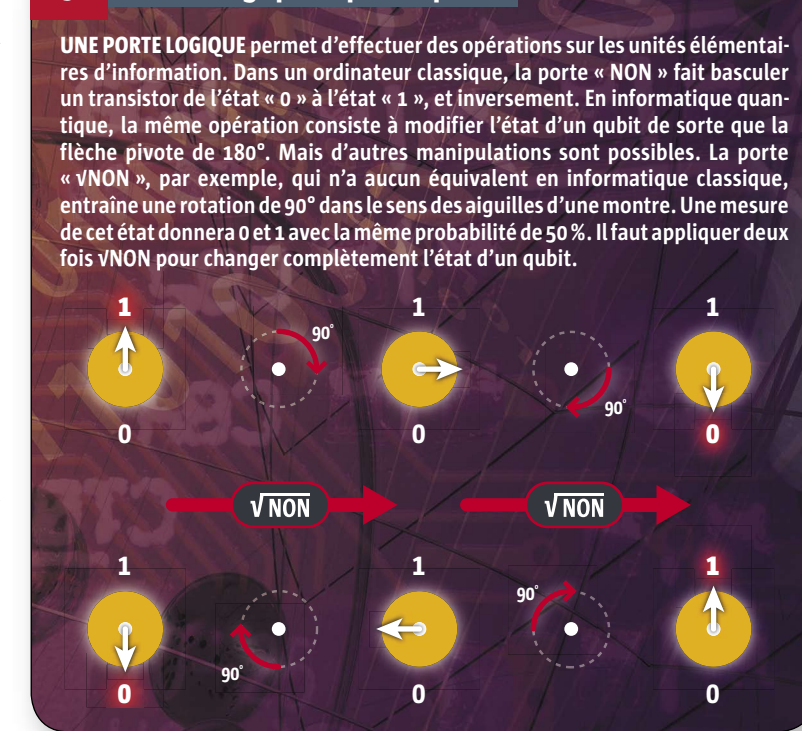 UNE PORTE LOGIQUE permet d’effectuer des opérations sur les unités élémentai-
res d’information. Dans un ordinateur classique, la porte « NON » fait basculer
un transistor de l’état « 0 » à l’état « 1 », et inversement. En informatique quan-
tique, la même opération consiste à modifier l’état d’un qubit de sorte que la
flèche pivote de 180°. Mais d’autres manipulations sont possibles. La porte
« √NON », par exemple, qui n’a aucun équivalent en informatique classique,
entraîne une rotation de 90° dans le sens des aiguilles d’une montre. Une mesure
de cet état donnera 0 et 1 avec la même probabilité de 50 %. Il faut appliquer deux
fois √NON pour changer complètement l’état d’un qubit.
1 1 1
90°
90°
0 0 0
√NON √NON
1 1 1
90°
90°
0 0 0